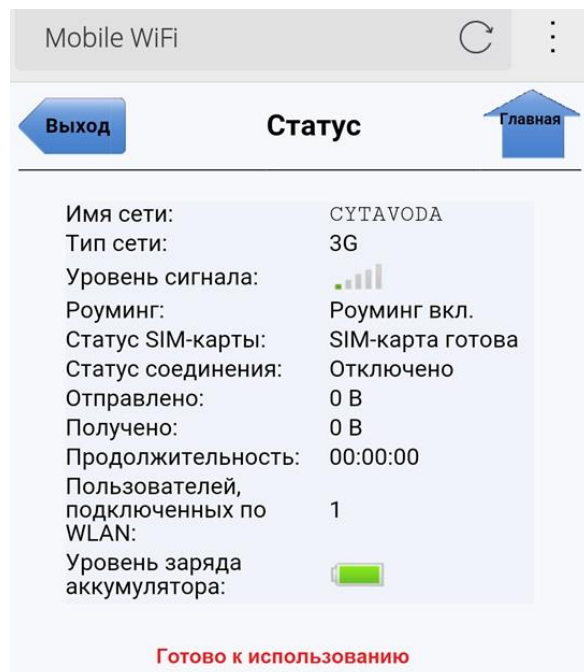 Mobile WiFi
Выход
Статус
Главная
Имя сети: CYTAVODA
Тип сети: 3G
Уровень сигнала:
Роуминг: Роуминг вкл.
Статус SIM-карты: SIM-карта готова
Статус соединения: Отключено
Отправлено: 0 B
Получено: 0 B
Продолжительность: 00:00:00
Пользователей,
подключенных по 1
WLAN:
Уровень заряда
аккумулятора:
Готово к использованию